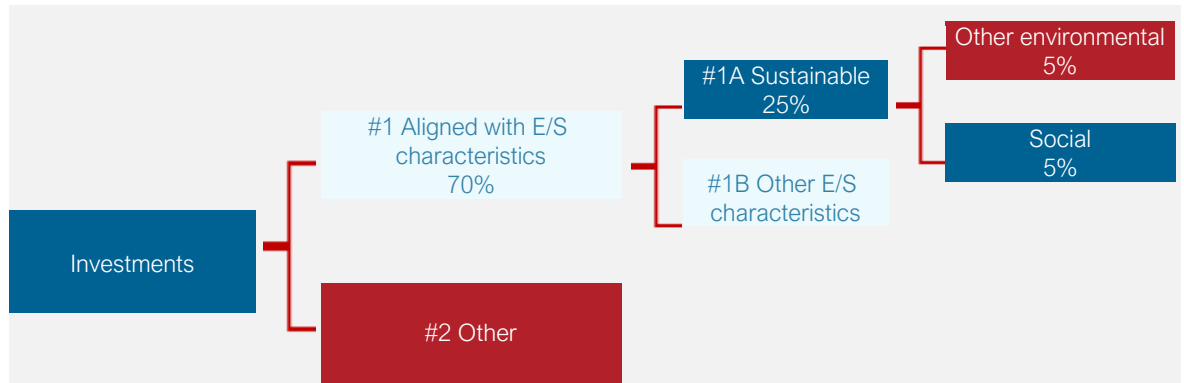 Investments
#1 Aligned with E/S
characteristics
70%
#2 Other
#1A Sustainable
25%
#1B Other E/S
characteristics
Other environmental
5%
Social
5%